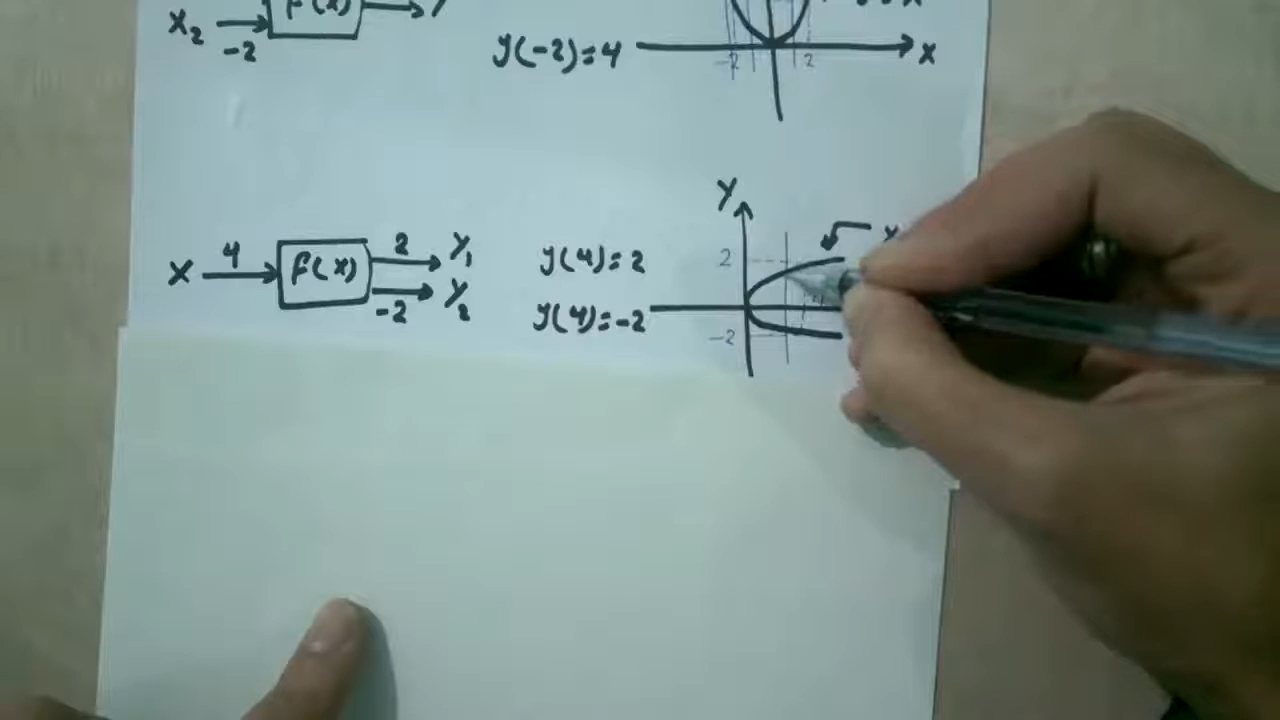 X₂ -2 F(X) Y
y(-2)=4 -2 2 X
Y
X 4 F(X) 2 Y₁ y(4)=2 2
-2 Y₂ y(4)=-2 -2